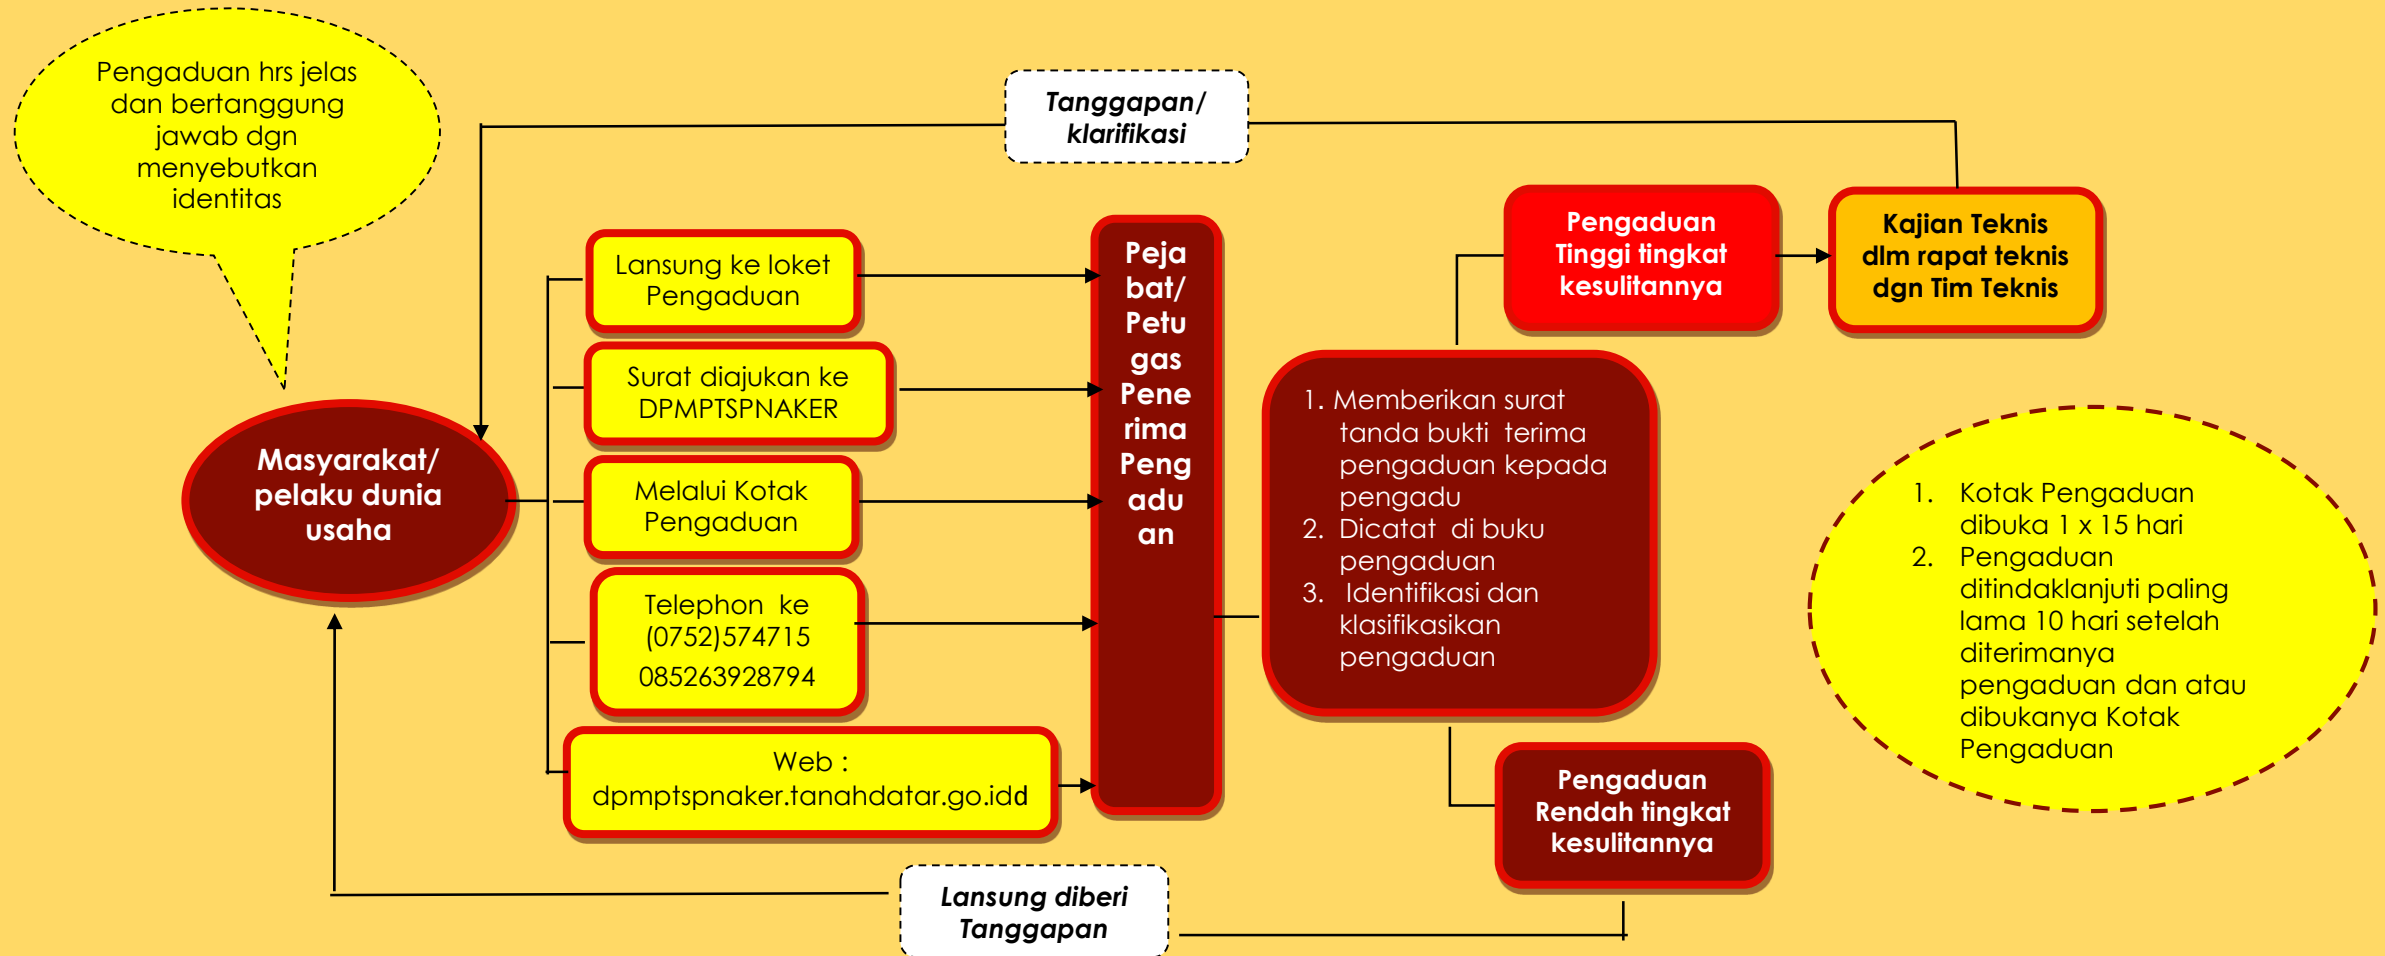 Pengaduan hrs jelas
dan bertanggung
jawab dgn
menyebutkan
identitas
Tanggapan/
klarifikasi
Masyarakat/
pelaku dunia
usaha
Lansung ke loket
Pengaduan
Surat diajukan ke
DPMPTSPNAKER
Melalui Kotak
Pengaduan
Telephon ke
(0752)574715
085263928794
Web :
dpmptspnaker.tanahdatar.go.idd
Peja
bat/
Petu
gas
Pene
rima
Peng
adu
an
1. Memberikan surat
tanda bukti terima
pengaduan kepada
pengadu
2. Dicatat di buku
pengaduan
3. Identifikasi dan
klasifikasikan
pengaduan
Pengaduan
Tinggi tingkat
kesulitannya
Kajian Teknis
dlm rapat teknis
dgn Tim Teknis
Pengaduan
Rendah tingkat
kesulitannya
Lansung diberi
Tanggapan
1. Kotak Pengaduan
dibuka 1 x 15 hari
2. Pengaduan
ditindaklanjuti paling
lama 10 hari setelah
diterimanya
pengaduan dan atau
dibukanya Kotak
Pengaduan